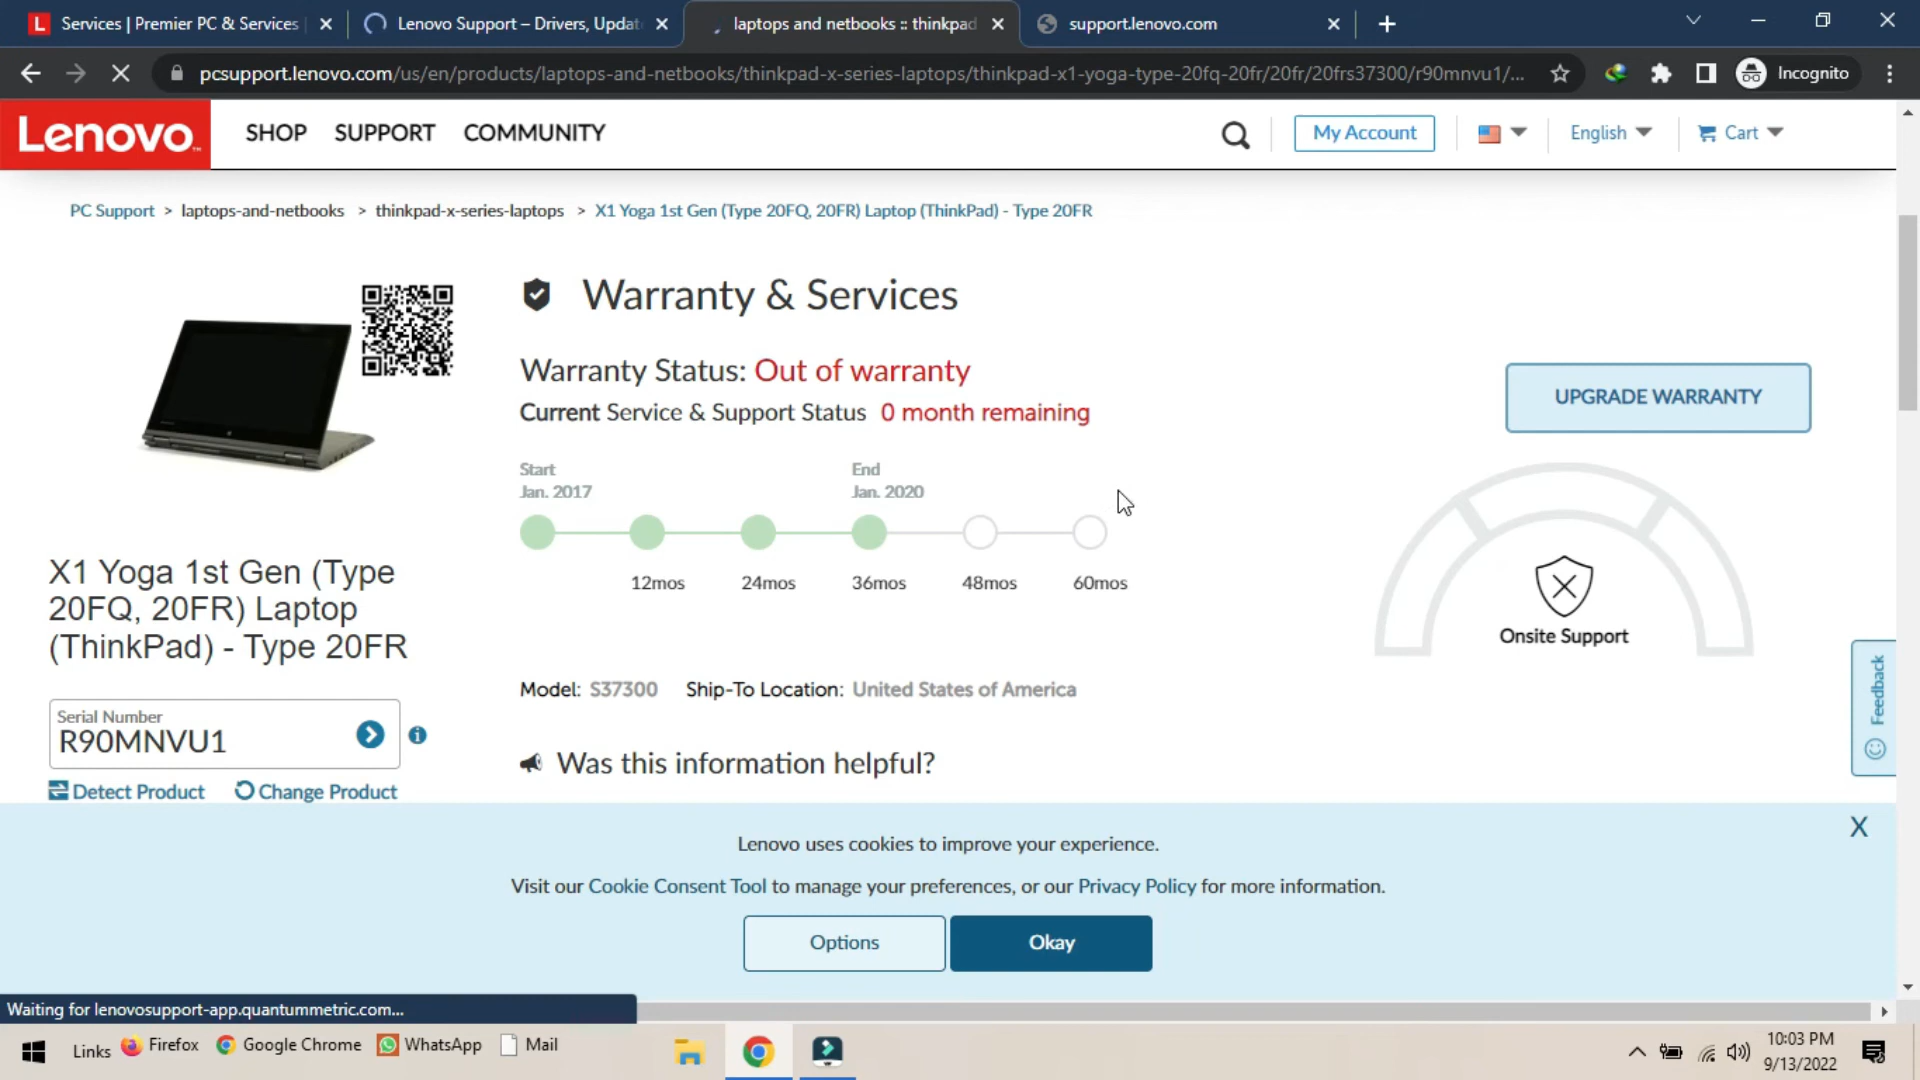 Services | Premier PC & Services
Lenovo Support – Drivers, Updat
laptops and netbooks :: thinkpad
support.lenovo.com
pcsupport.lenovo.com/us/en/products/laptops-and-netbooks/thinkpad-x-series-laptops/thinkpad-x1-yoga-type-20fq-20fr/20fr/20frs37300/r90mnvu1/...
Incognito
Lenovo
SHOP SUPPORT COMMUNITY
My Account
English
Cart
PC Support > laptops-and-netbooks > thinkpad-x-series-laptops > X1 Yoga 1st Gen (Type 20FQ, 20FR) Laptop (ThinkPad) - Type 20FR
Warranty & Services
Warranty Status: Out of warranty
Current Service & Support Status 0 month remaining
UPGRADE WARRANTY
Start
Jan. 2017
End
Jan. 2020
12mos 24mos 36mos 48mos 60mos
Onsite Support
X1 Yoga 1st Gen (Type
20FQ, 20FR) Laptop
(ThinkPad) - Type 20FR
Model: S37300 Ship-To Location: United States of America
Serial Number
R90MNVU1
Was this information helpful?
Detect Product Change Product
Feedback
Lenovo uses cookies to improve your experience.
X
Visit our Cookie Consent Tool to manage your preferences, or our Privacy Policy for more information.
Options
Okay
Waiting for lenovosupport-app.quantummetric.com...
Links Firefox Google Chrome WhatsApp Mail
10:03 PM
9/13/2022